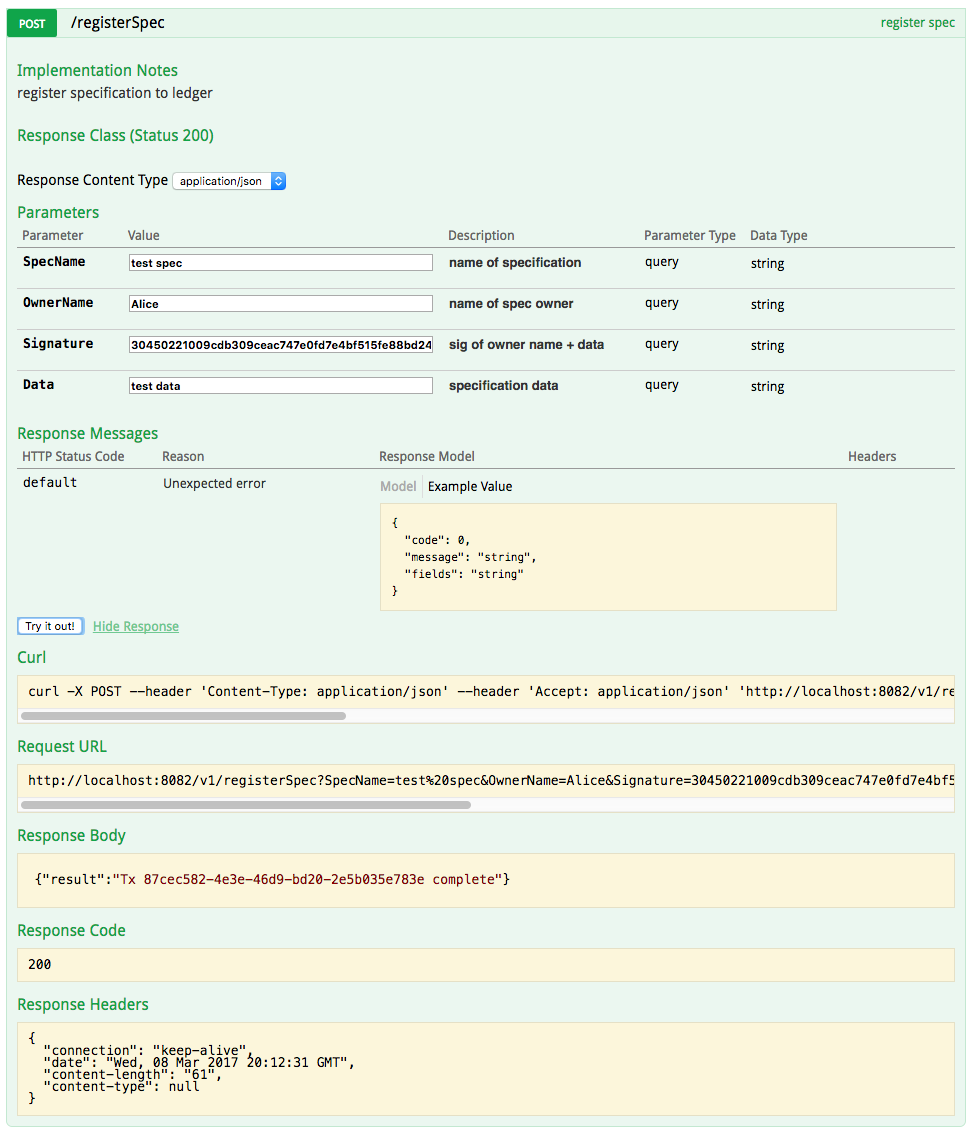 POST /registerSpec register spec
Implementation Notes
register specification to ledger
Response Class (Status 200)
Response Content Type application/json
Parameters
Parameter Value Description Parameter Type Data Type
SpecName test spec name of specification query string
OwnerName Alice name of spec owner query string
Signature 30450221009cdb309ceac747e0fd7e4bf515fe88bd24 sig of owner name + data query string
Data test data specification data query string
Response Messages
HTTP Status Code Reason Response Model Headers
default Unexpected error Model Example Value
{
"code": 0,
"message": "string",
"fields": "string"
}
Try it out! Hide Response
Curl
curl -X POST --header 'Content-Type: application/json' --header 'Accept: application/json' 'http://localhost:8082/v1/re
Request URL
http://localhost:8082/v1/registerSpec?SpecName=test%20spec&OwnerName=Alice&Signature=30450221009cdb309ceac747e0fd7e4bf5
Response Body
{"result":"Tx 87cec582-4e3e-46d9-bd20-2e5b035e783e complete"}
Response Code
200
Response Headers
{
"connection": "keep-alive",
"date": "Wed, 08 Mar 2017 20:12:31 GMT",
"content-length": "61",
"content-type": null
}